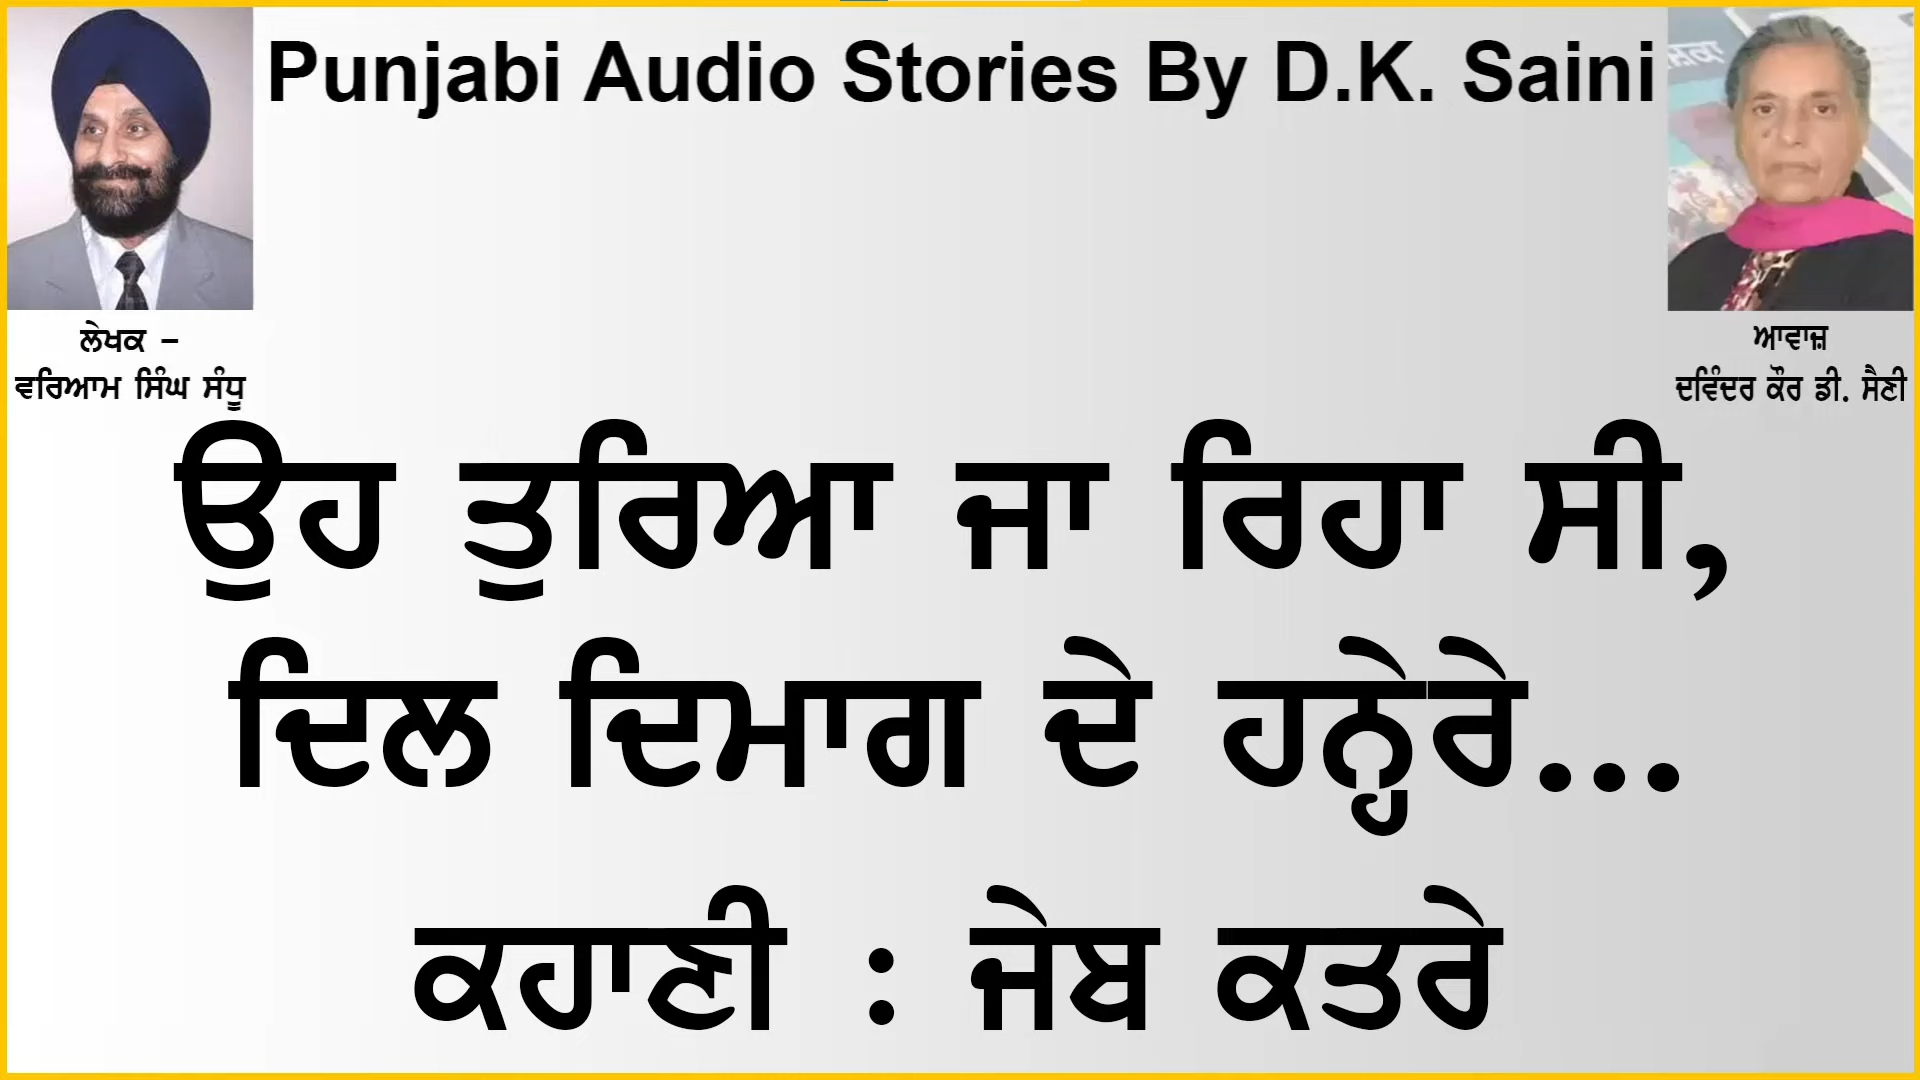 Punjabi Audio Stories By D.K. Saini
ਲੇਖਕ –
ਵਰਿਆਮ ਸਿੰਘ ਸੰਧੂ
ਆਵਾਜ਼
ਦਵਿੰਦਰ ਕੌਰ ਡੀ. ਸੈਣੀ
ਉਹ ਤੁਰਿਆ ਜਾ ਰਿਹਾ ਸੀ,
ਦਿਲ ਦਿਮਾਗ ਦੇ ਹਨ੍ਹੇਰੇ...
ਕਹਾਣੀ : ਜੇਬ ਕਤਰੇ